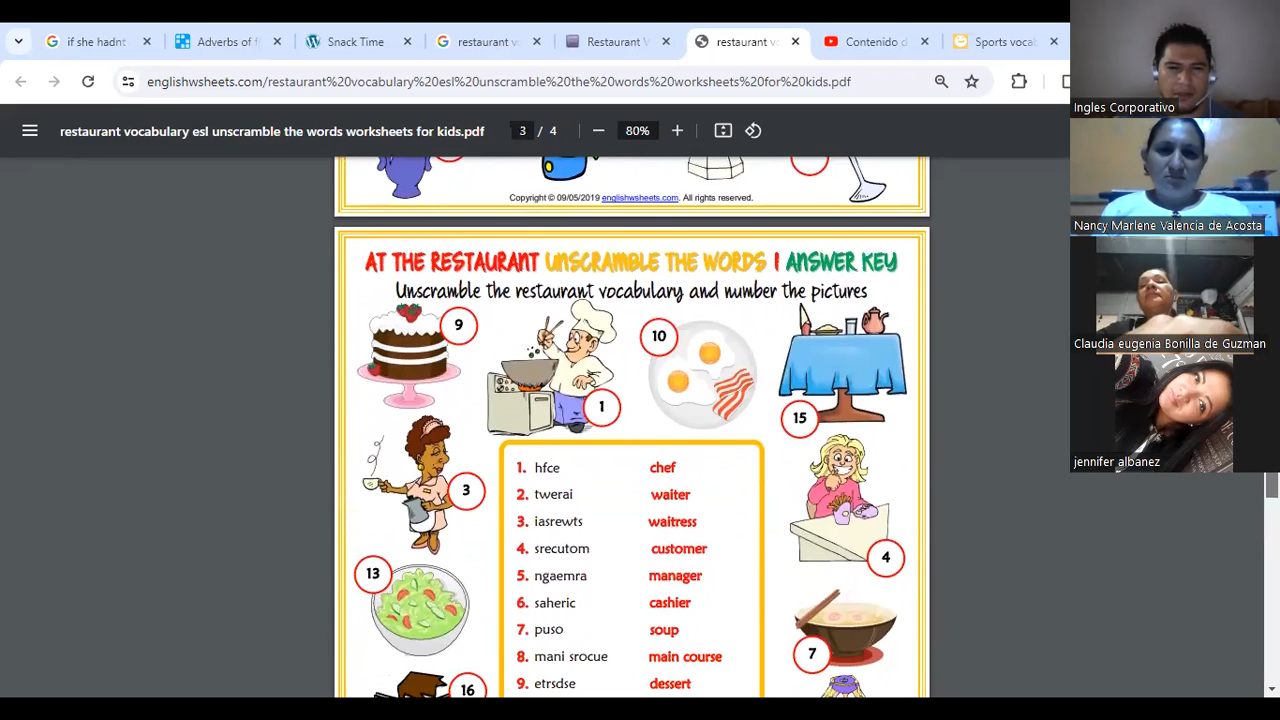 if she hadnt
Adverbs of f
Snack Time
restaurant v
Restaurant V
restaurant vo
Contenido d
Sports vocab
englishwsheets.com/restaurant%20vocabulary%20esl%20unscramble%20the%20words%20worksheets%20for%20kids.pdf
restaurant vocabulary esl unscramble the words worksheets for kids.pdf
3 / 4
80%
Copyright © 09/05/2019 englishwsheets.com. All rights reserved.
AT THE RESTAURANT UNSCRAMBLE THE WORDS 1 ANSWER KEY
Unscramble the restaurant vocabulary and number the pictures
9
1
10
15
3
4
13
7
16
1. hfce chef
2. twerai waiter
3. iasrewts waitress
4. srecutom customer
5. ngaemra manager
6. saheric cashier
7. puso soup
8. mani srocue main course
9. etrsdse dessert
Ingles Corporativo
Nancy Marlene Valencia de Acosta
Claudia eugenia Bonilla de Guzman
jennifer albanez